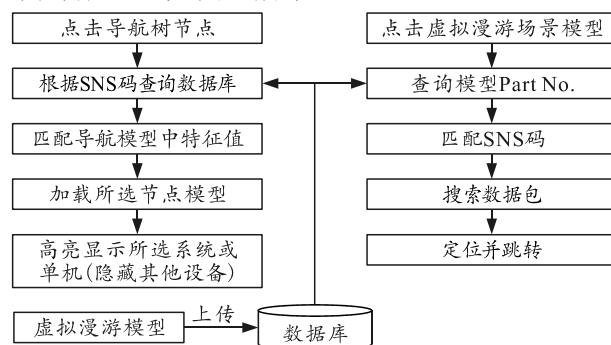 点击导航树节点
点击虚拟漫游场景模型
根据SNS码查询数据库
查询模型Part No.
匹配导航模型中特征值
匹配SNS码
加载所选节点模型
搜索数据包
高亮显示所选系统或
单机(隐藏其他设备)
定位并跳转
虚拟漫游模型
上传
数据库